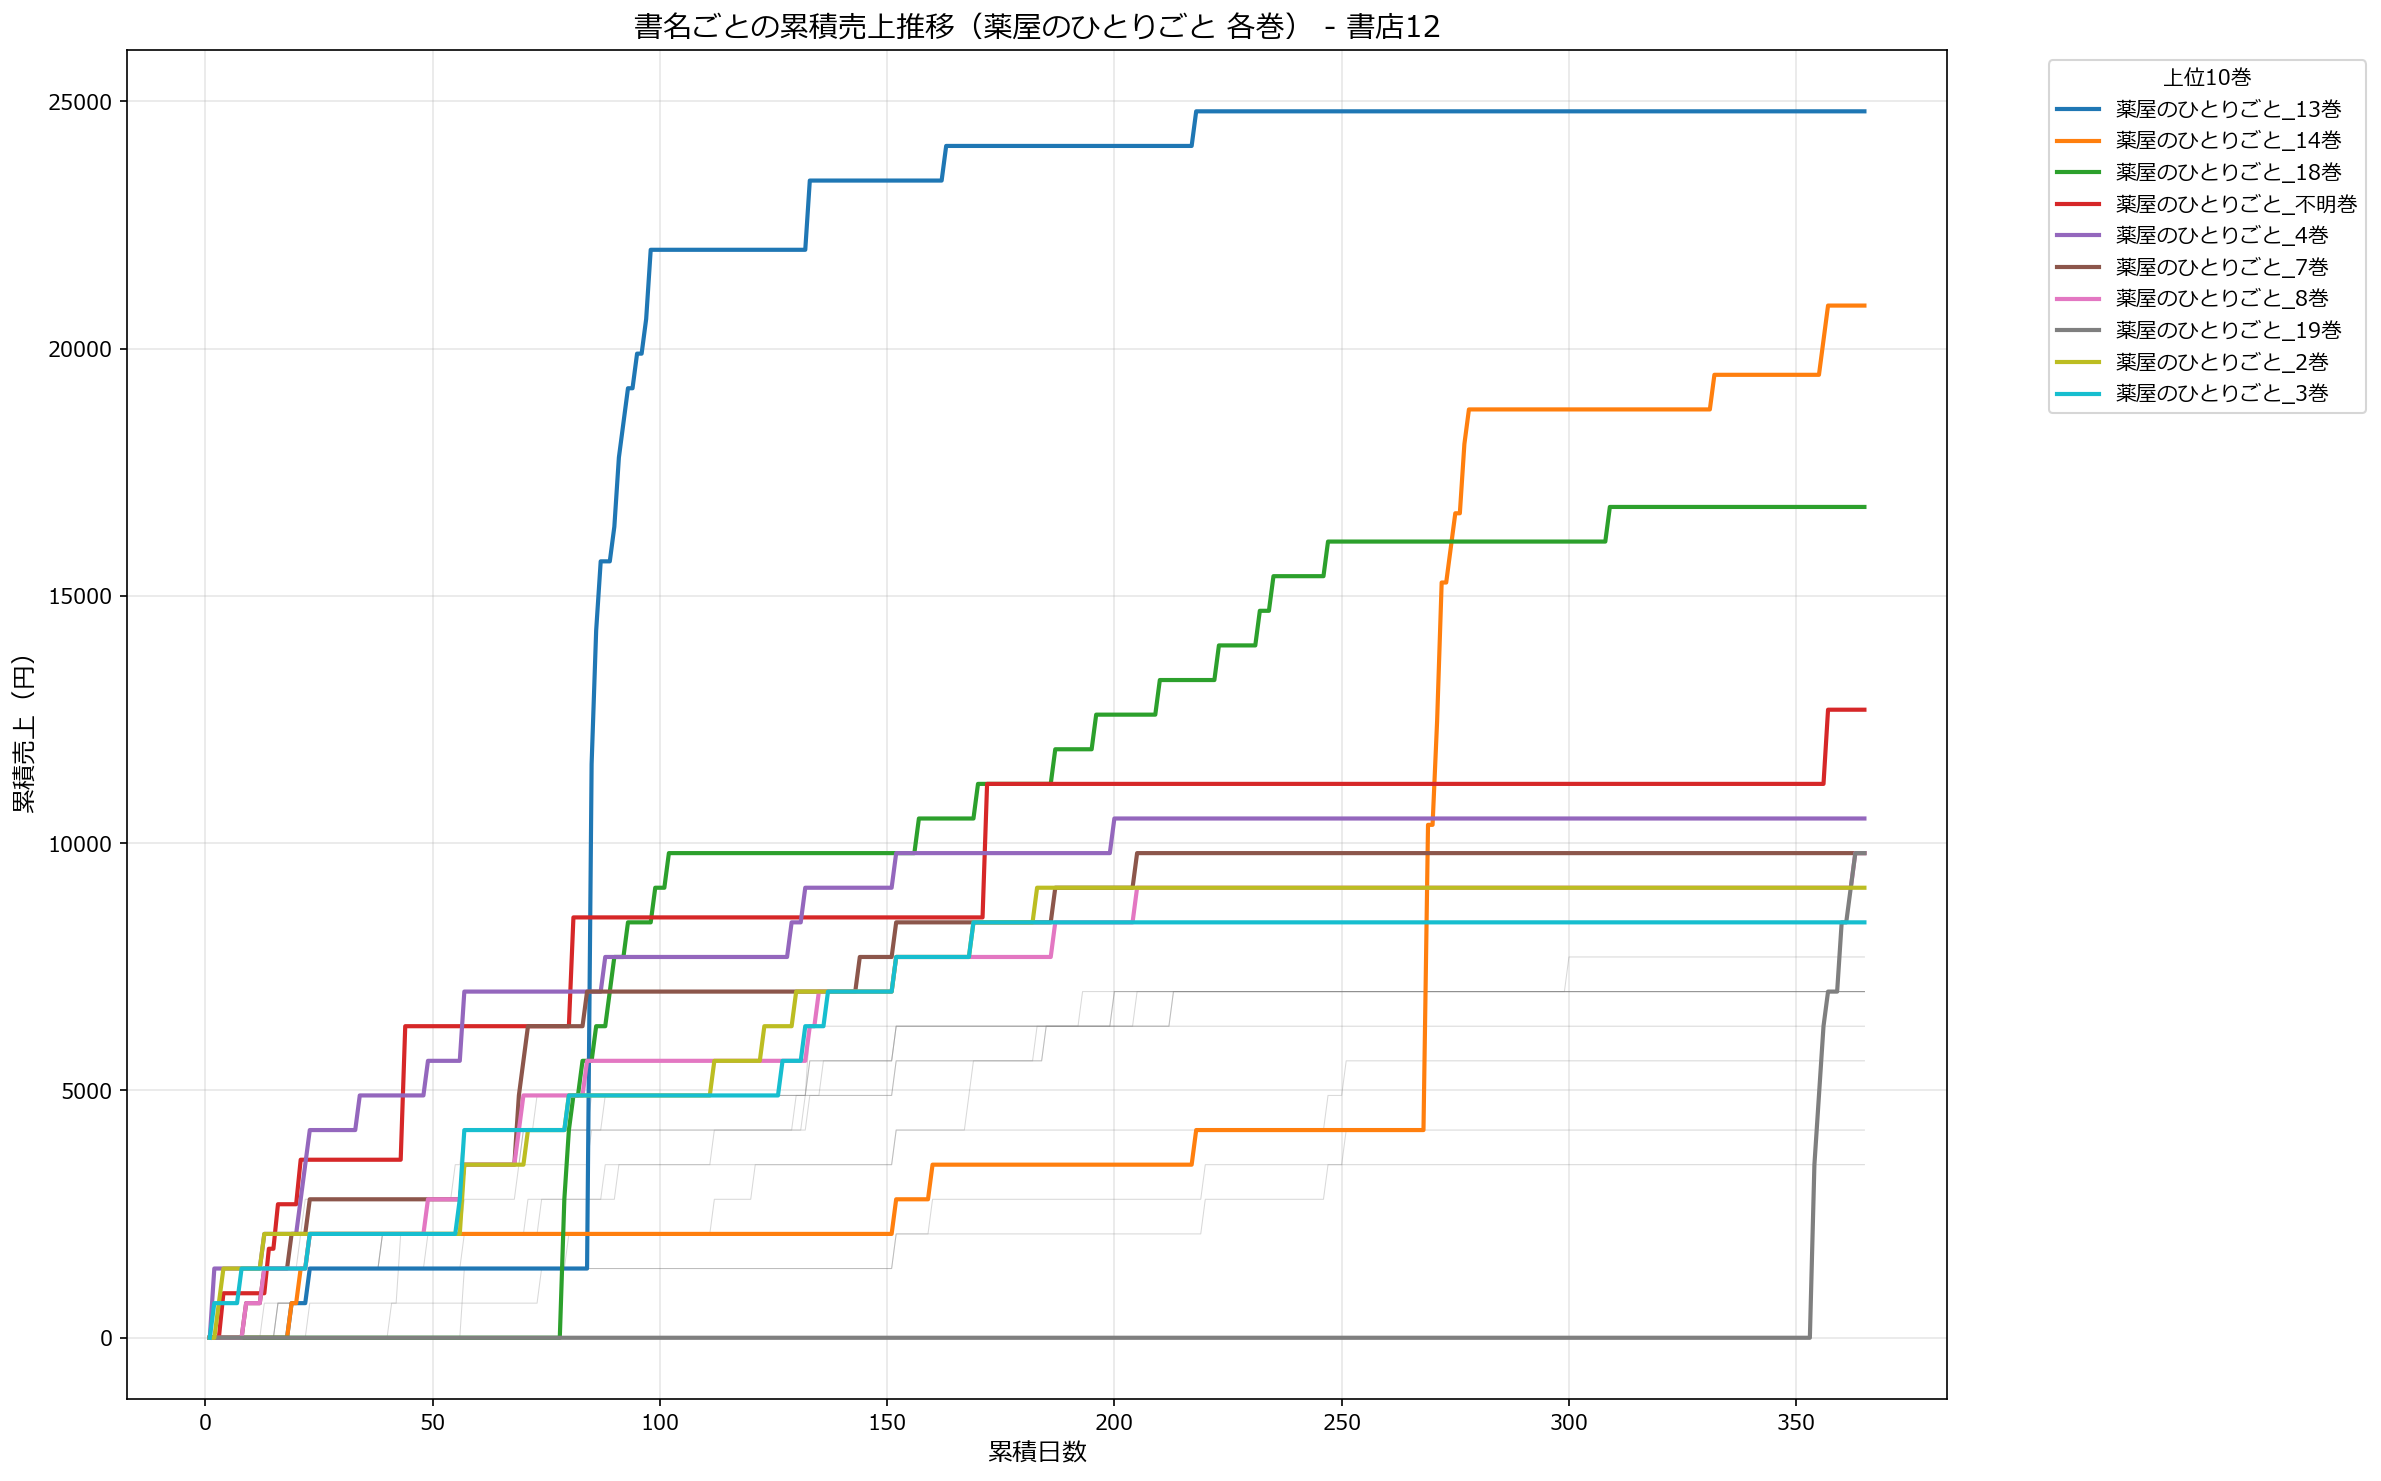 書名ごとの累積売上推移（薬屋のひとりごと 各巻） - 書店12
累積売上（円）
25000
20000
15000
10000
5000
0
0
50
100
150
200
250
300
350
累積日数
上位10巻
薬屋のひとりごと_13巻
薬屋のひとりごと_14巻
薬屋のひとりごと_18巻
薬屋のひとりごと_不明巻
薬屋のひとりごと_4巻
薬屋のひとりごと_7巻
薬屋のひとりごと_8巻
薬屋のひとりごと_19巻
薬屋のひとりごと_2巻
薬屋のひとりごと_3巻